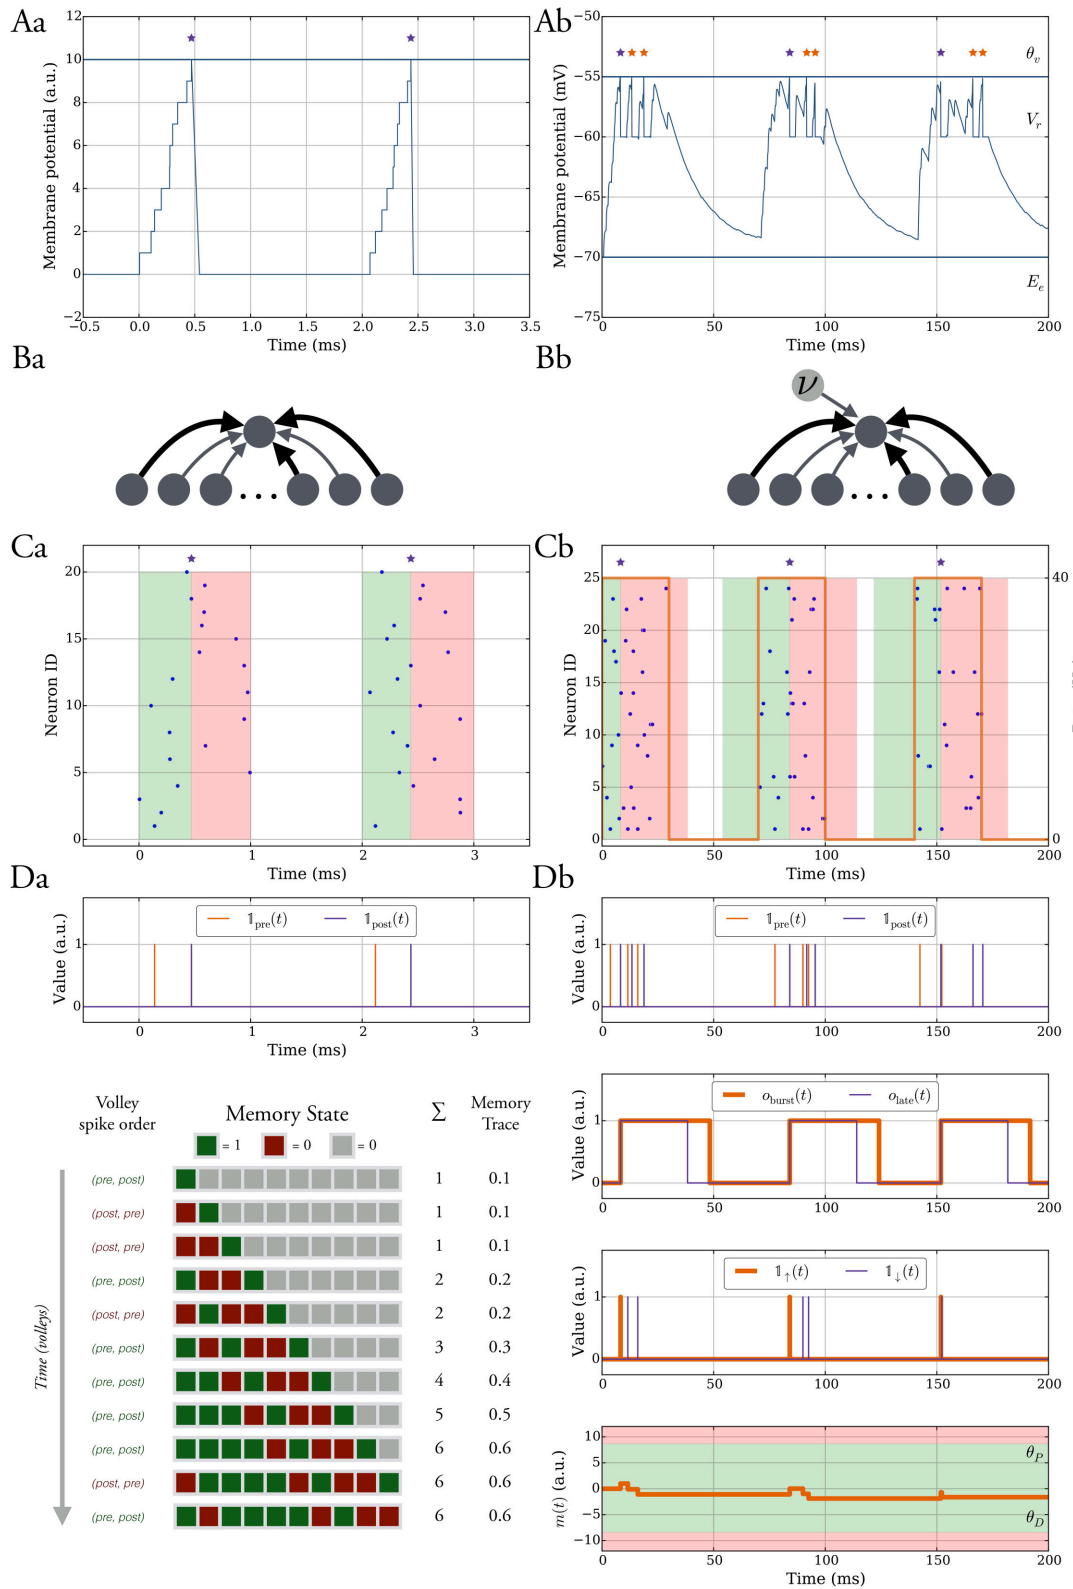 Aa
Membrane potential (a.u.)
12
10
8
6
4
2
0
−2
−0.5 0.0 0.5 1.0 1.5 2.0 2.5 3.0 3.5
Time (ms)
Ab
Membrane potential (mV)
−50
−55
−60
−65
−70
−75
θv
Vr
Ee
0 50 100 150 200
Time (ms)
Ba
...
Bb
ν
...
Ca
Neuron ID
20
15
10
5
0
0 1 2 3
Time (ms)
Cb
Neuron ID
25
20
15
10
5
0
40
0
0 50 100 150 200
Time (ms)
Da
𝟙pre(t) 𝟙post(t)
Value (a.u.)
1
0
0 1 2 3
Time (ms)
Volley
spike order
Memory State
Σ
Memory
Trace
= 1 = 0 = 0
Time (volleys)
(pre, post) 1 0.1
(post, pre) 1 0.1
(post, pre) 1 0.1
(pre, post) 2 0.2
(post, pre) 2 0.2
(pre, post) 3 0.3
(pre, post) 4 0.4
(pre, post) 5 0.5
(pre, post) 6 0.6
(post, pre) 6 0.6
(pre, post) 6 0.6
Db
𝟙pre(t) 𝟙post(t)
Value (a.u.)
1
0
0 50 100 150 200
Time (ms)
oburst(t) olate(t)
Value (a.u.)
1
0
0 50 100 150 200
𝟙↑(t) 𝟙↓(t)
Value (a.u.)
1
0
0 50 100 150 200
m(t) (a.u.)
10
5
0
−5
−10
θP
θD
0 50 100 150 200
Time (ms)